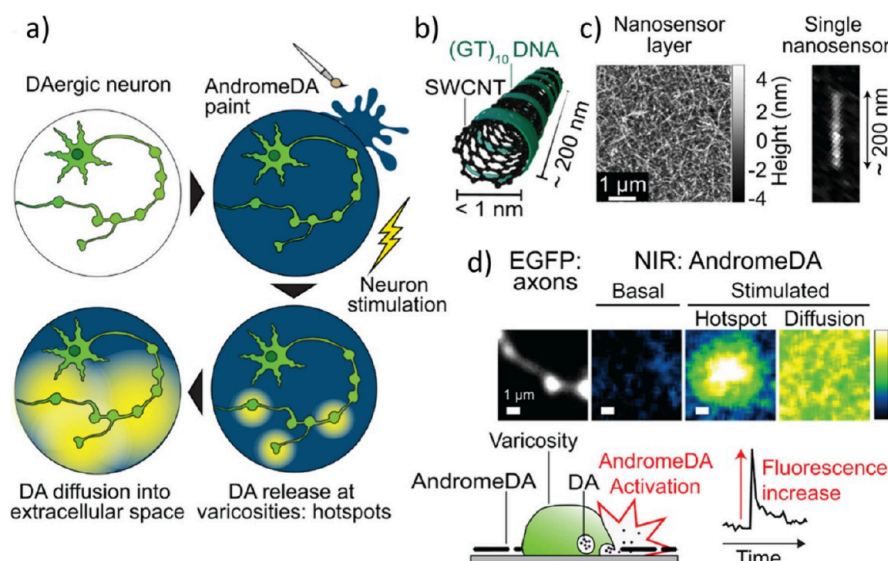 a)
DAergic neuron
AndromeDA
paint
Neuron
stimulation
DA diffusion into
extracellular space
DA release at
varicosities: hotspots
b)
(GT)10 DNA
SWCNT
~ 200 nm
< 1 nm
c)
Nanosensor
layer
Single
nanosensor
1 µm
4
2
0
-2
-4
Height (nm)
~ 200 nm
d)
EGFP:
axons
NIR: AndromeDA
Basal
Stimulated
Hotspot
Diffusion
1 µm
Varicosity
AndromeDA
DA
AndromeDA
Activation
Fluorescence
increase
Time